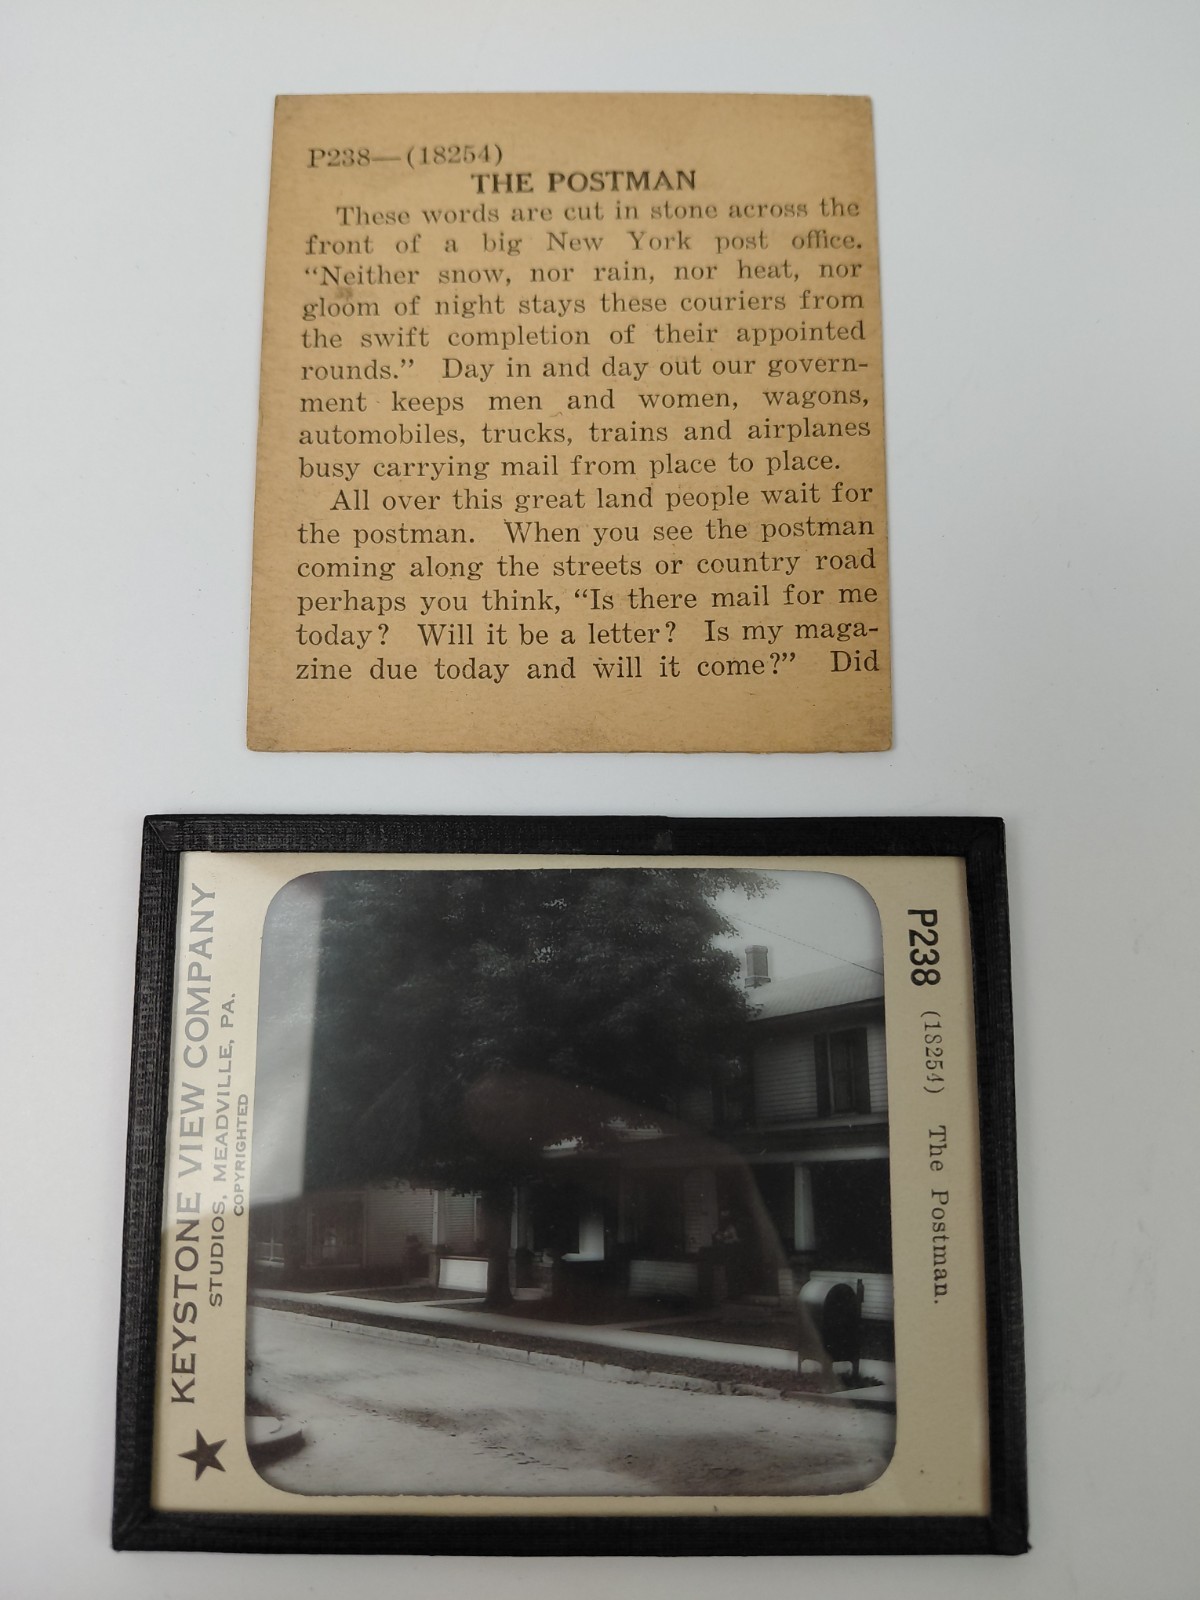 P238—(18254)
THE POSTMAN
These words are cut in stone across the
front of a big New York post office.
“Neither snow, nor rain, nor heat, nor
gloom of night stays these couriers from
the swift completion of their appointed
rounds.” Day in and day out our govern-
ment keeps men and women, wagons,
automobiles, trucks, trains and airplanes
busy carrying mail from place to place.
All over this great land people wait for
the postman. When you see the postman
coming along the streets or country road
perhaps you think, “Is there mail for me
today? Will it be a letter? Is my maga-
zine due today and will it come?” Did
KEYSTONE VIEW COMPANY
STUDIOS, MEADVILLE, PA.
COPYRIGHTED
P238 (18254) The Postman.